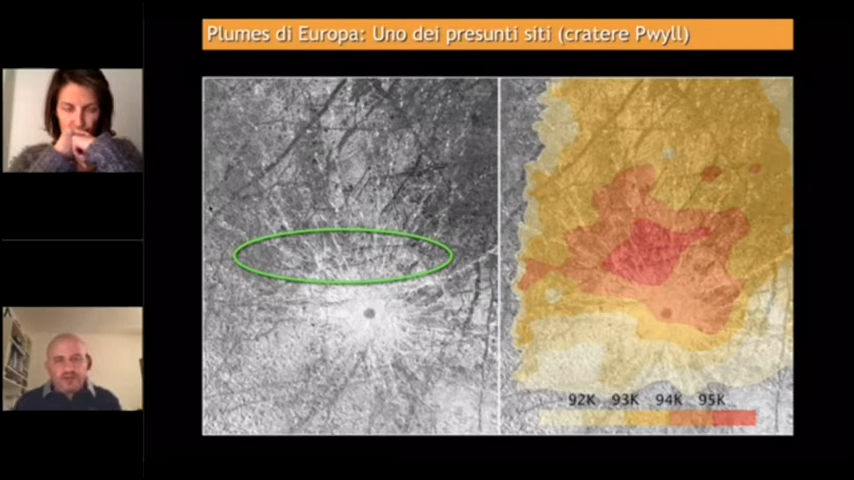 Plumes di Europa: Uno dei presunti siti (cratere Pwyll)
92K 93K 94K 95K